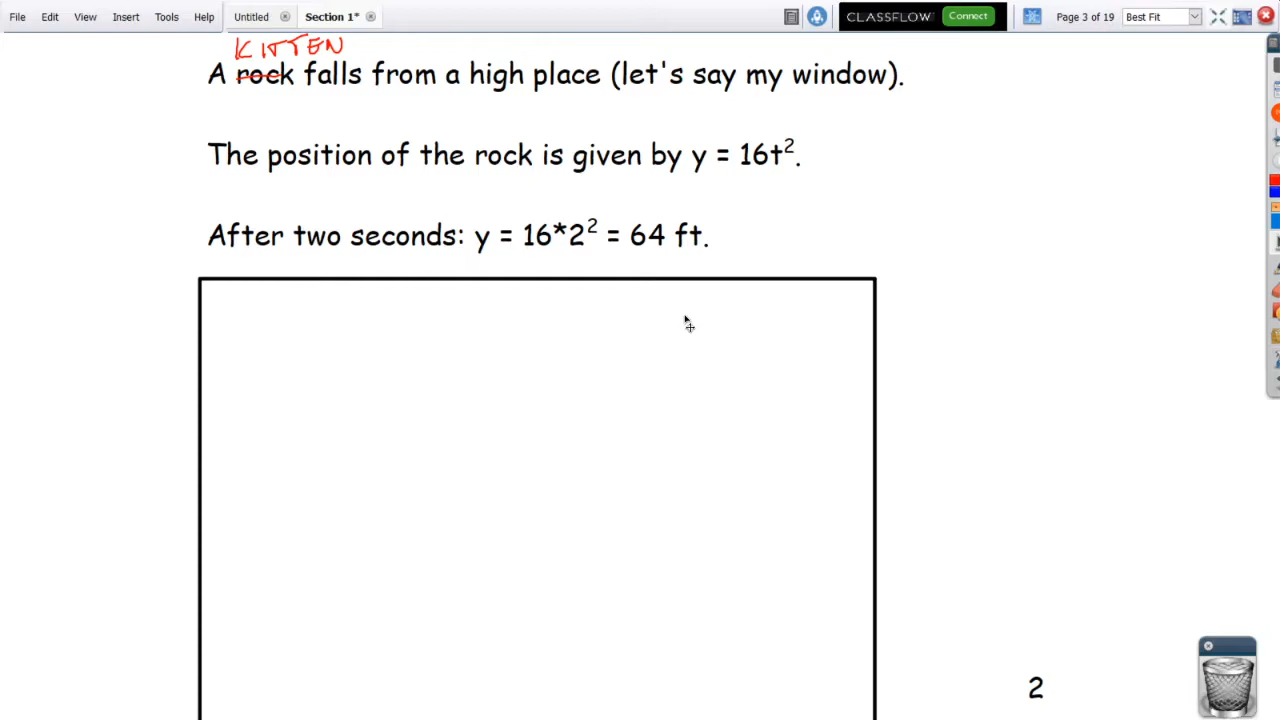 File Edit View Insert Tools Help Untitled Section 1* CLASSFLOW Connect Page 3 of 19 Best Fit
KITTEN
A rock falls from a high place (let's say my window).
The position of the rock is given by y = 16t².
After two seconds: y = 16*2² = 64 ft.
2